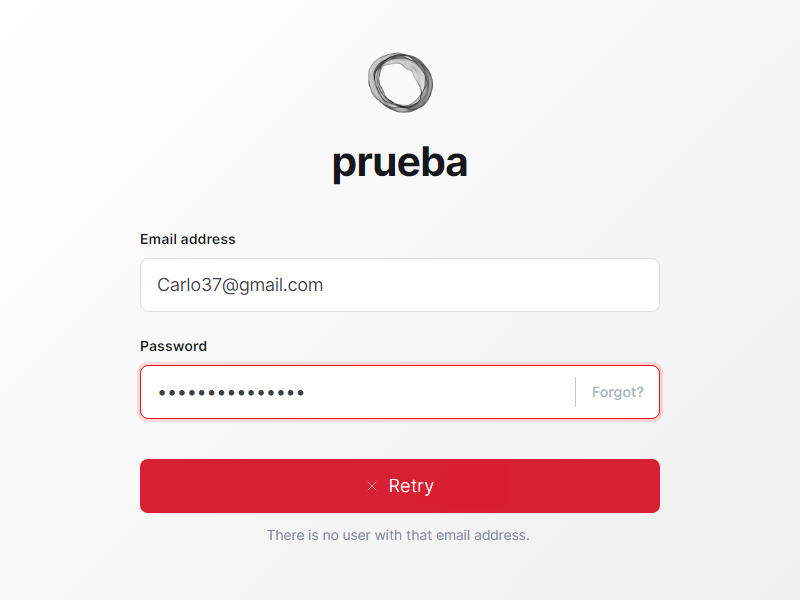 prueba
Email address
Carlo37@gmail.com
Password
•••••••••••••••
Forgot?
Retry
There is no user with that email address.